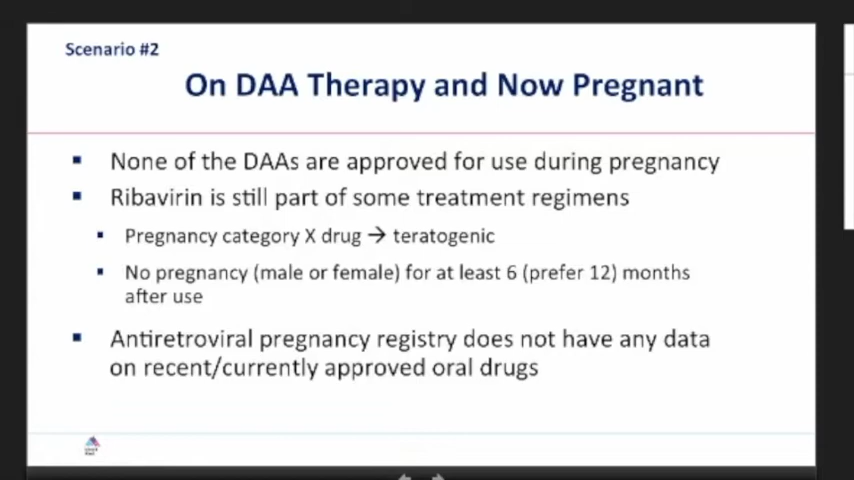 Scenario #2
On DAA Therapy and Now Pregnant
▪ None of the DAAs are approved for use during pregnancy
▪ Ribavirin is still part of some treatment regimens
▪ Pregnancy category X drug → teratogenic
▪ No pregnancy (male or female) for at least 6 (prefer 12) months
after use
▪ Antiretroviral pregnancy registry does not have any data
on recent/currently approved oral drugs